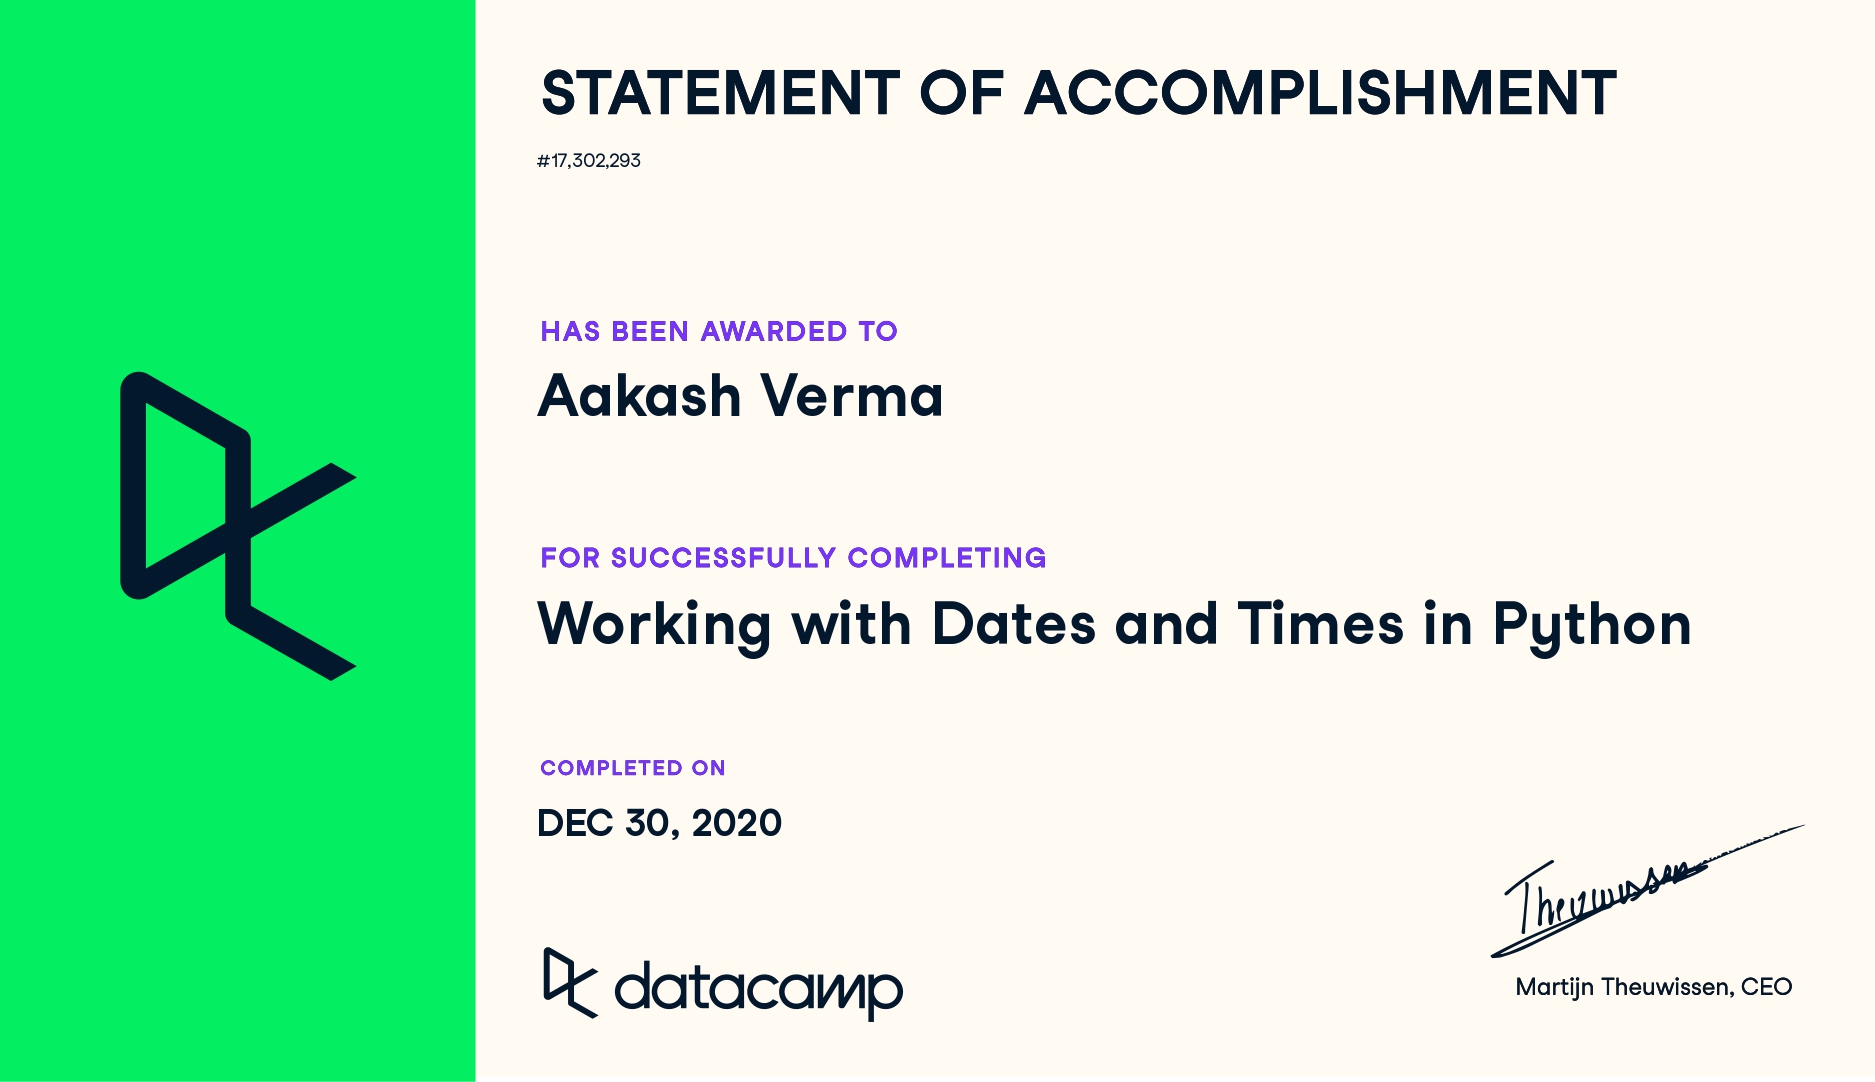 STATEMENT OF ACCOMPLISHMENT
#17,302,293
HAS BEEN AWARDED TO
Aakash Verma
FOR SUCCESSFULLY COMPLETING
Working with Dates and Times in Python
COMPLETED ON
DEC 30, 2020
Theuwissen
datacamp
Martijn Theuwissen, CEO